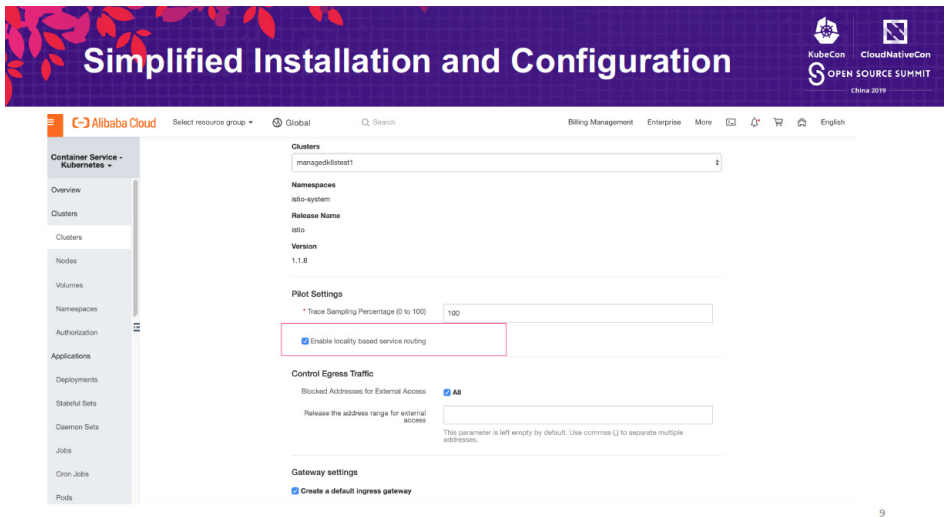 Simplified Installation and Configuration
KubeCon
CloudNativeCon
OPEN SOURCE SUMMIT
China 2019
Alibaba Cloud
Select resource group
Global
Search
Billing Management
Enterprise
More
English
Container Service -
Kubernetes
Overview
Clusters
Clusters
Nodes
Volumes
Namespaces
Authorization
Applications
Deployments
Stateful Sets
Daemon Sets
Jobs
Cron Jobs
Pods
Clusters
managedk8stest1
Namespaces
istio-system
Release Name
istio
Version
1.1.8
Pilot Settings
* Trace Sampling Percentage (0 to 100)
100
Enable locality based service routing
Control Egress Traffic
Blocked Addresses for External Access
All
Release the address range for external
access
This parameter is left empty by default. Use commas (,) to separate multiple
addresses.
Gateway settings
Create a default ingress gateway
9